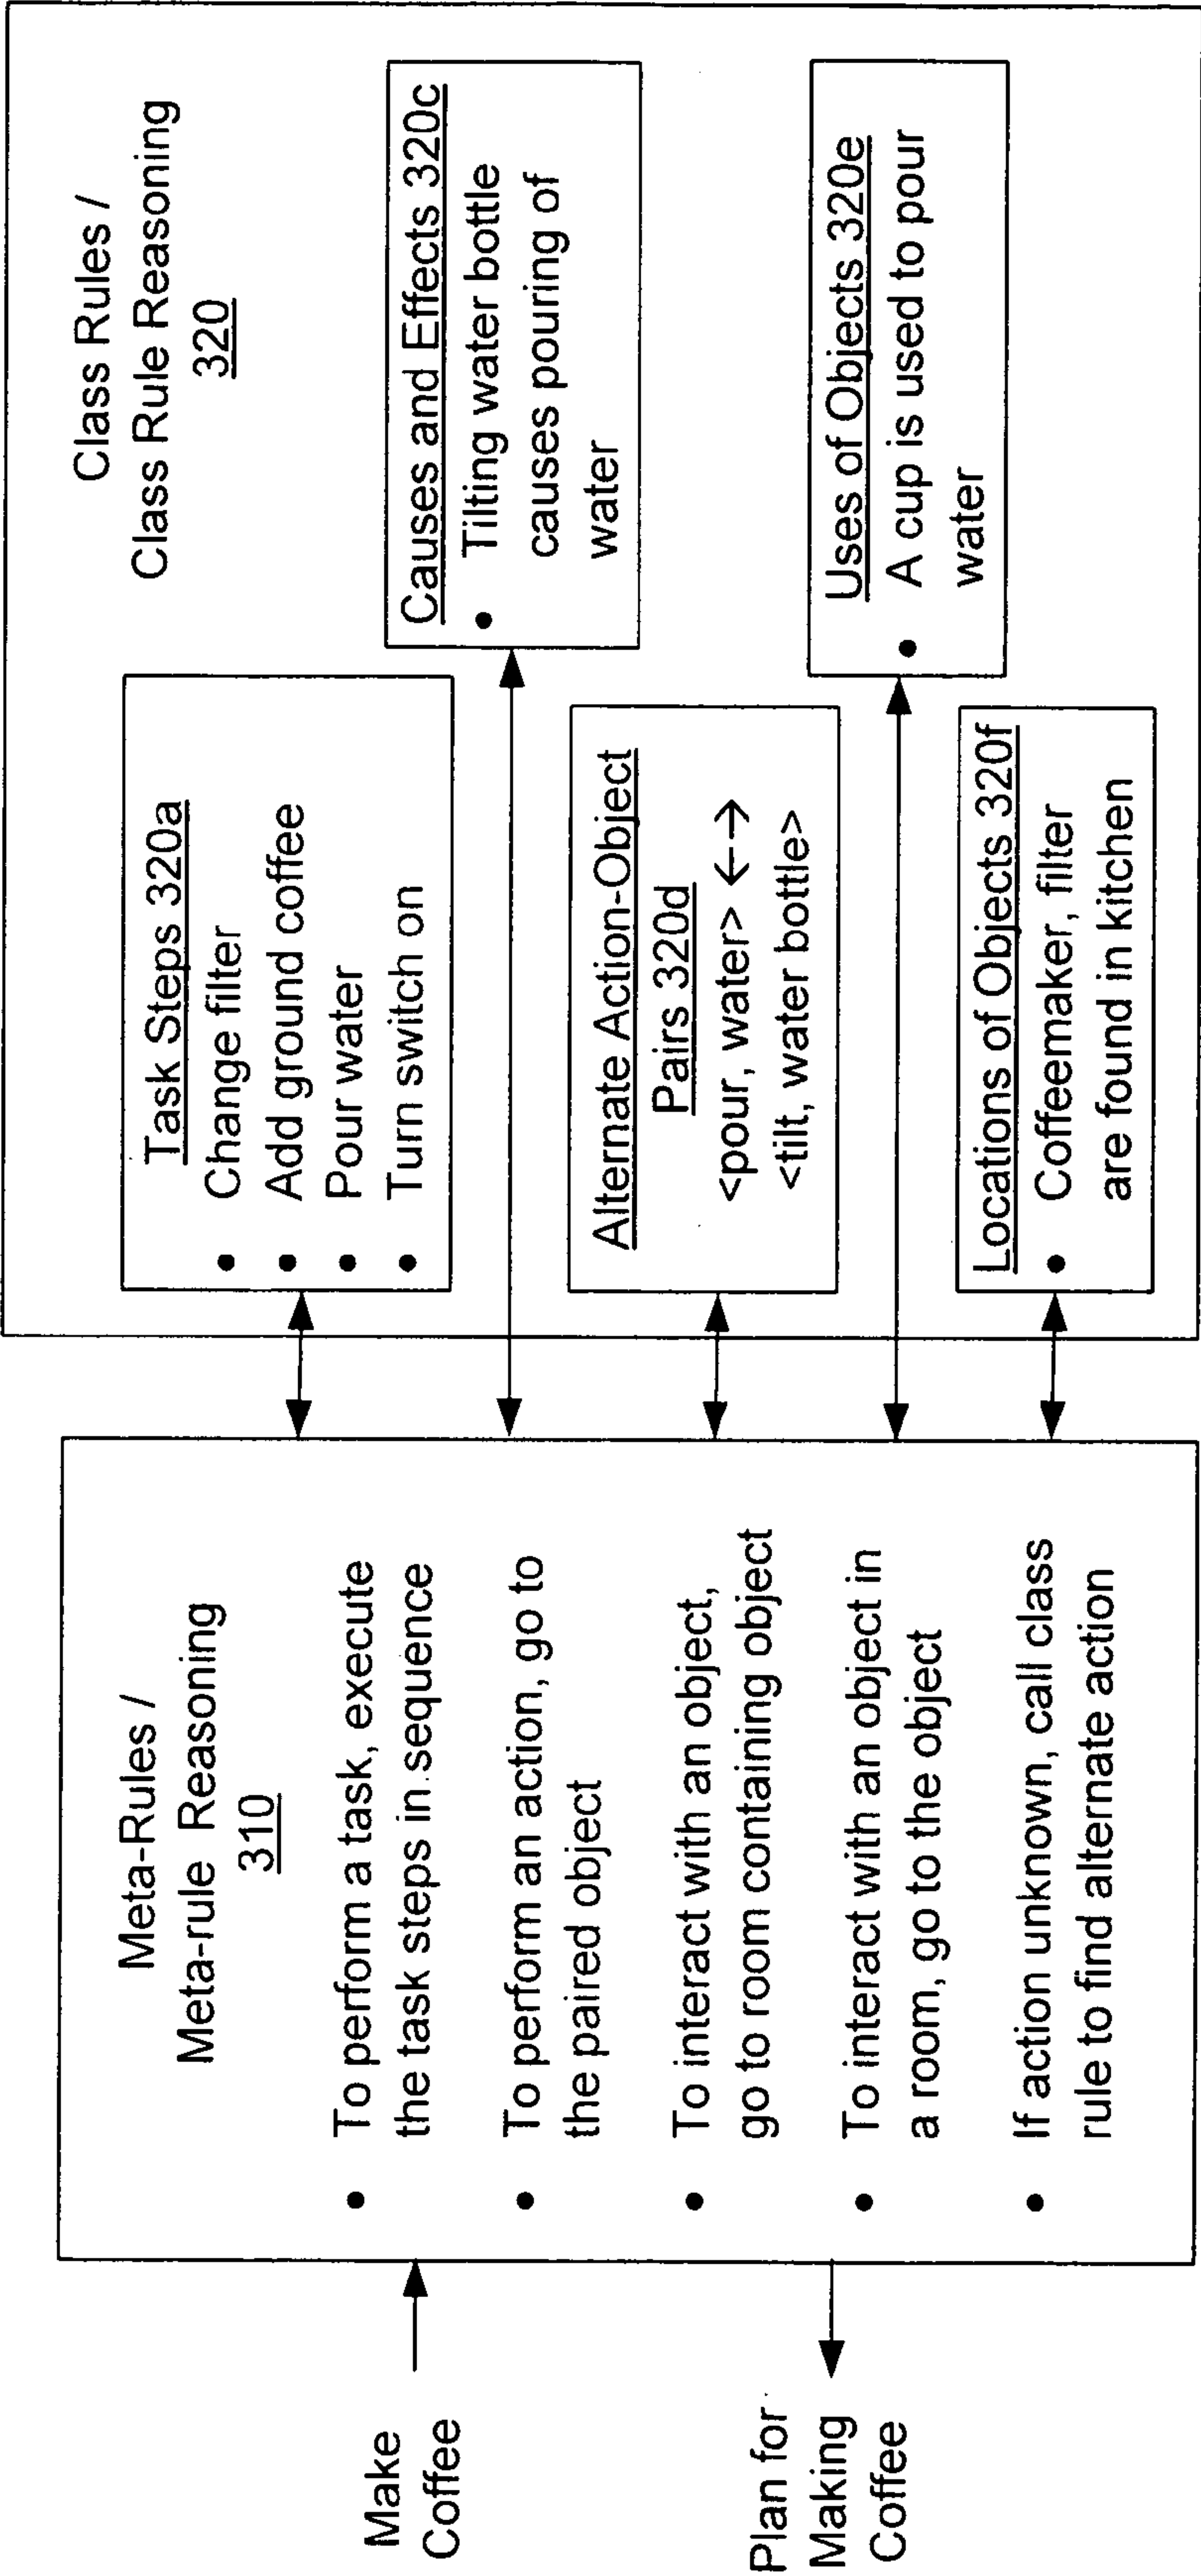 Make
Coffee
Plan for
Making
Coffee
Meta-Rules /
Meta-rule Reasoning
310
• To perform a task, execute
the task steps in sequence
• To perform an action, go to
the paired object
• To interact with an object,
go to room containing object
• To interact with an object in
a room, go to the object
• If action unknown, call class
rule to find alternate action
Class Rules /
Class Rule Reasoning
320
Task Steps 320a
• Change filter
• Add ground coffee
• Pour water
• Turn switch on
Causes and Effects 320c
• Tilting water bottle
causes pouring of
water
Alternate Action-Object
Pairs 320d
<pour, water> ←→
<tilt, water bottle>
Uses of Objects 320e
• A cup is used to pour
water
Locations of Objects 320f
• Coffeemaker, filter
are found in kitchen